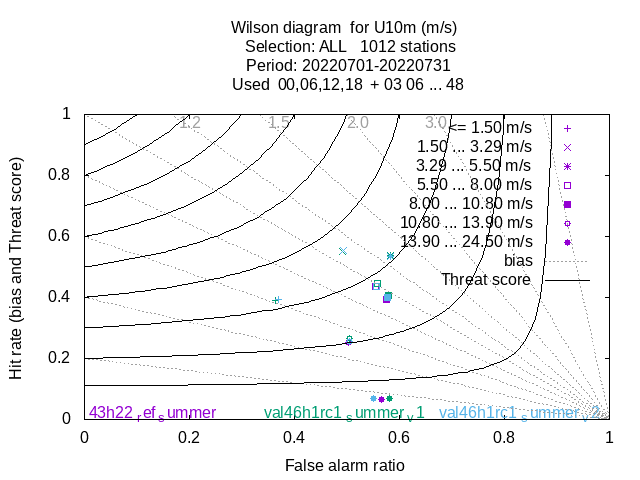 Wilson diagram  for U10m (m/s)
Selection: ALL   1012 stations
Period: 20220701-20220731
Used  00,06,12,18  + 03 06 ... 48
1 1.2 1.5 2.0 3.0
<= 1.50 m/s
1.50 ... 3.29 m/s
0.8 3.29 ... 5.50 m/s
5.50 ... 8.00 m/s
8.00 ... 10.80 m/s
10.80 ... 13.90 m/s
0.6 13.90 ... 24.50 m/s
bias
Threat score
0.4
0.2
0
43h22ref summer val46h1rc1summerv1 val46h1rc1summerv2
0 0.2 0.4 0.6 0.8 1
False alarm ratio
Hit rate (bias and Threat score)